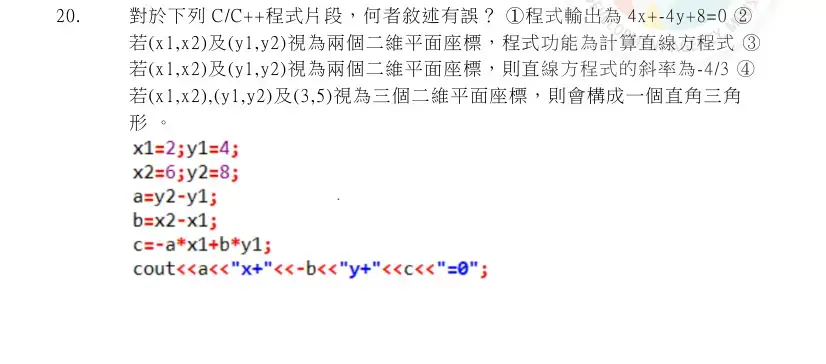 20. 對於下列 C/C++程式片段，何者敘述有誤？ ①程式輸出為 4x+-4y+8=0 ②
若(x1,x2)及(y1,y2)視為兩個二維平面座標，程式功能為計算直線方程式 ③
若(x1,x2)及(y1,y2)視為兩個二維平面座標，則直線方程式的斜率為-4/3 ④
若(x1,x2),(y1,y2)及(3,5)視為三個二維平面座標，則會構成一個直角三角
形 。
x1=2;y1=4;
x2=6;y2=8;
a=y2-y1;
b=x2-x1;
c=-a*x1+b*y1;
cout<<a<<"x+"<<-b<<"y+"<<c<<"=0";